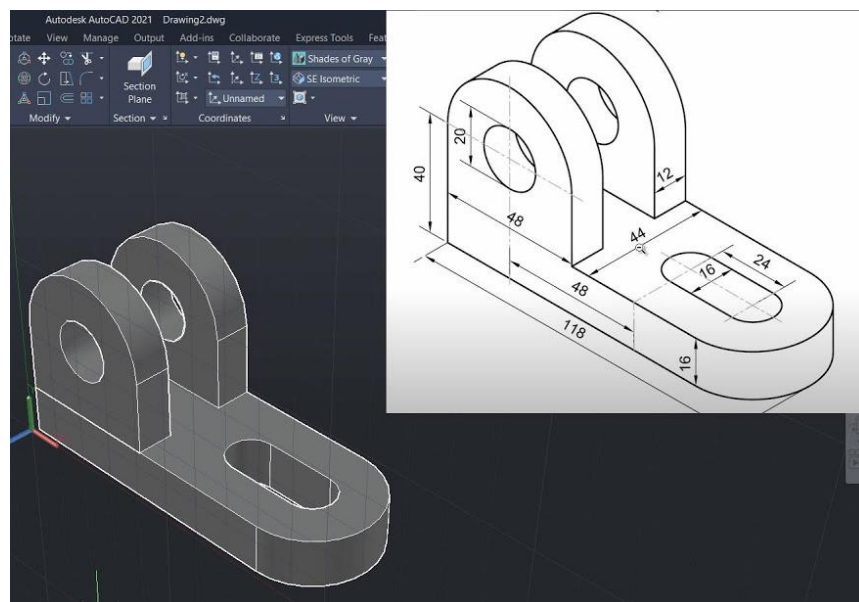 Autodesk AutoCAD 2021 Drawing2.dwg
otate View Manage Output Add-ins Collaborate Express Tools Feat
Shades of Gray
SE Isometric
Section
Plane
Unnamed
Modify Section Coordinates View
20
40
12
48
44
24
16
48
118
16